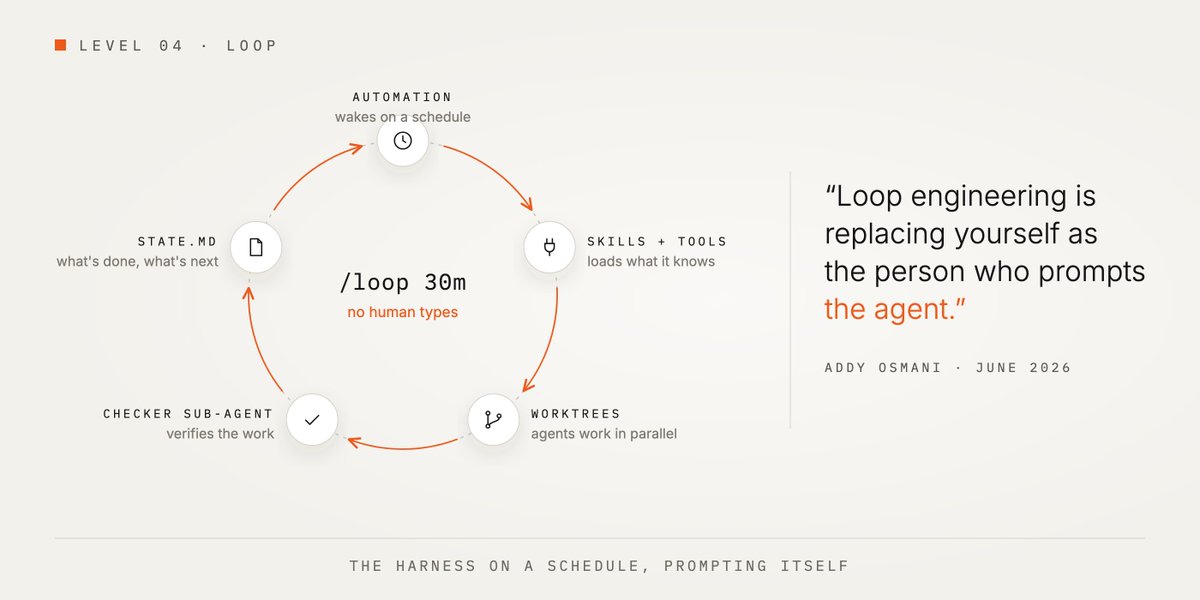 LEVEL 04 · LOOP
AUTOMATION
wakes on a schedule
STATE.MD
what's done, what's next
SKILLS + TOOLS
loads what it knows
/loop 30m
no human types
CHECKER SUB-AGENT
verifies the work
WORKTREES
agents work in parallel
“Loop engineering is
replacing yourself as
the person who prompts
the agent.”
ADDY OSMANI · JUNE 2026
THE HARNESS ON A SCHEDULE, PROMPTING ITSELF